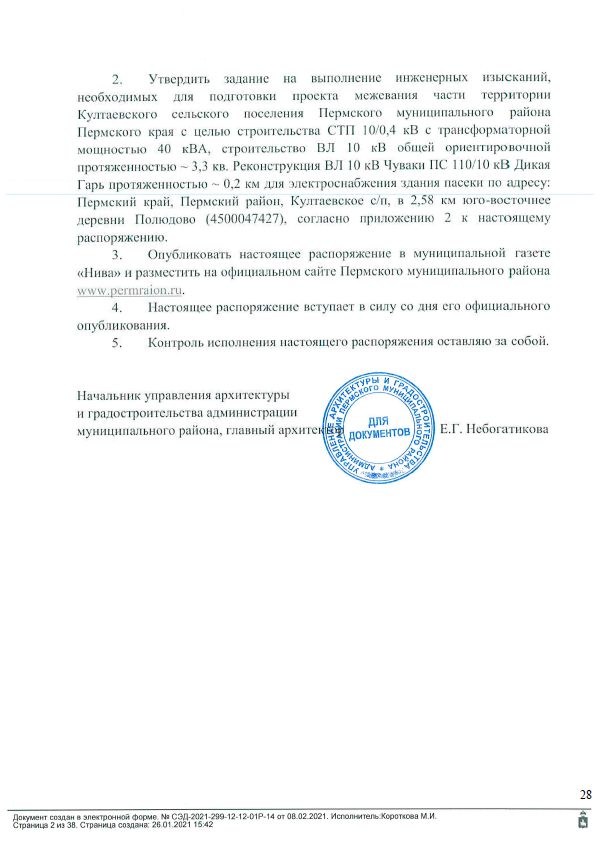 2. Утвердить задание на выполнение инженерных изысканий,
необходимых для подготовки проекта межевания части территории
Култаевского сельского поселения Пермского муниципального района
Пермского края с целью строительства СТП 10/0,4 кВ с трансформаторной
мощностью 40 кВА, строительство ВЛ 10 кВ общей ориентировочной
протяженностью ~ 3,3 кв. Реконструкция ВЛ 10 кВ Чуваки ПС 110/10 кВ Дикая
Гарь протяженностью ~ 0,2 км для электроснабжения здания пасеки по адресу:
Пермский край, Пермский район, Култаевское с/п, в 2,58 км юго-восточнее
деревни Полюдово (4500047427), согласно приложению 2 к настоящему
распоряжению.
3. Опубликовать настоящее распоряжение в муниципальной газете
«Нива» и разместить на официальном сайте Пермского муниципального района
www.permraion.ru.
4. Настоящее распоряжение вступает в силу со дня его официального
опубликования.
5. Контроль исполнения настоящего распоряжения оставляю за собой.
Начальник управления архитектуры
и градостроительства администрации
муниципального района, главный архитектор Е.Г. Небогатикова
УПРАВЛЕНИЕ АРХИТЕКТУРЫ И ГРАДОСТРОИТЕЛЬСТВА
АДМИНИСТРАЦИИ ПЕРМСКОГО МУНИЦИПАЛЬНОГО РАЙОНА
ДЛЯ
ДОКУМЕНТОВ
28
Документ создан в электронной форме. № СЭД-2021-299-12-12-01Р-14 от 08.02.2021. Исполнитель:Короткова М.И.
Страница 2 из 38. Страница создана: 26.01.2021 15:42